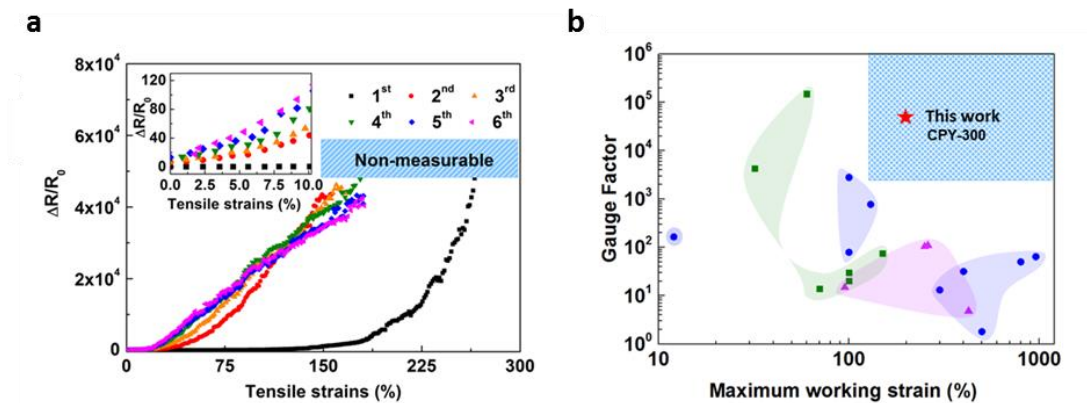 a
8x10⁴
6x10⁴
4x10⁴
2x10⁴
0
ΔR/R₀
0
75
150
225
300
Tensile strains (%)
120
80
40
0
ΔR/R₀
0.0
2.5
5.0
7.5
10.0
Tensile strains (%)
1ˢᵗ
2ⁿᵈ
3ʳᵈ
4ᵗʰ
5ᵗʰ
6ᵗʰ
Non-measurable
b
10⁶
10⁵
10⁴
10³
10²
10¹
10⁰
Gauge Factor
10
100
1000
Maximum working strain (%)
This work
CPY-300